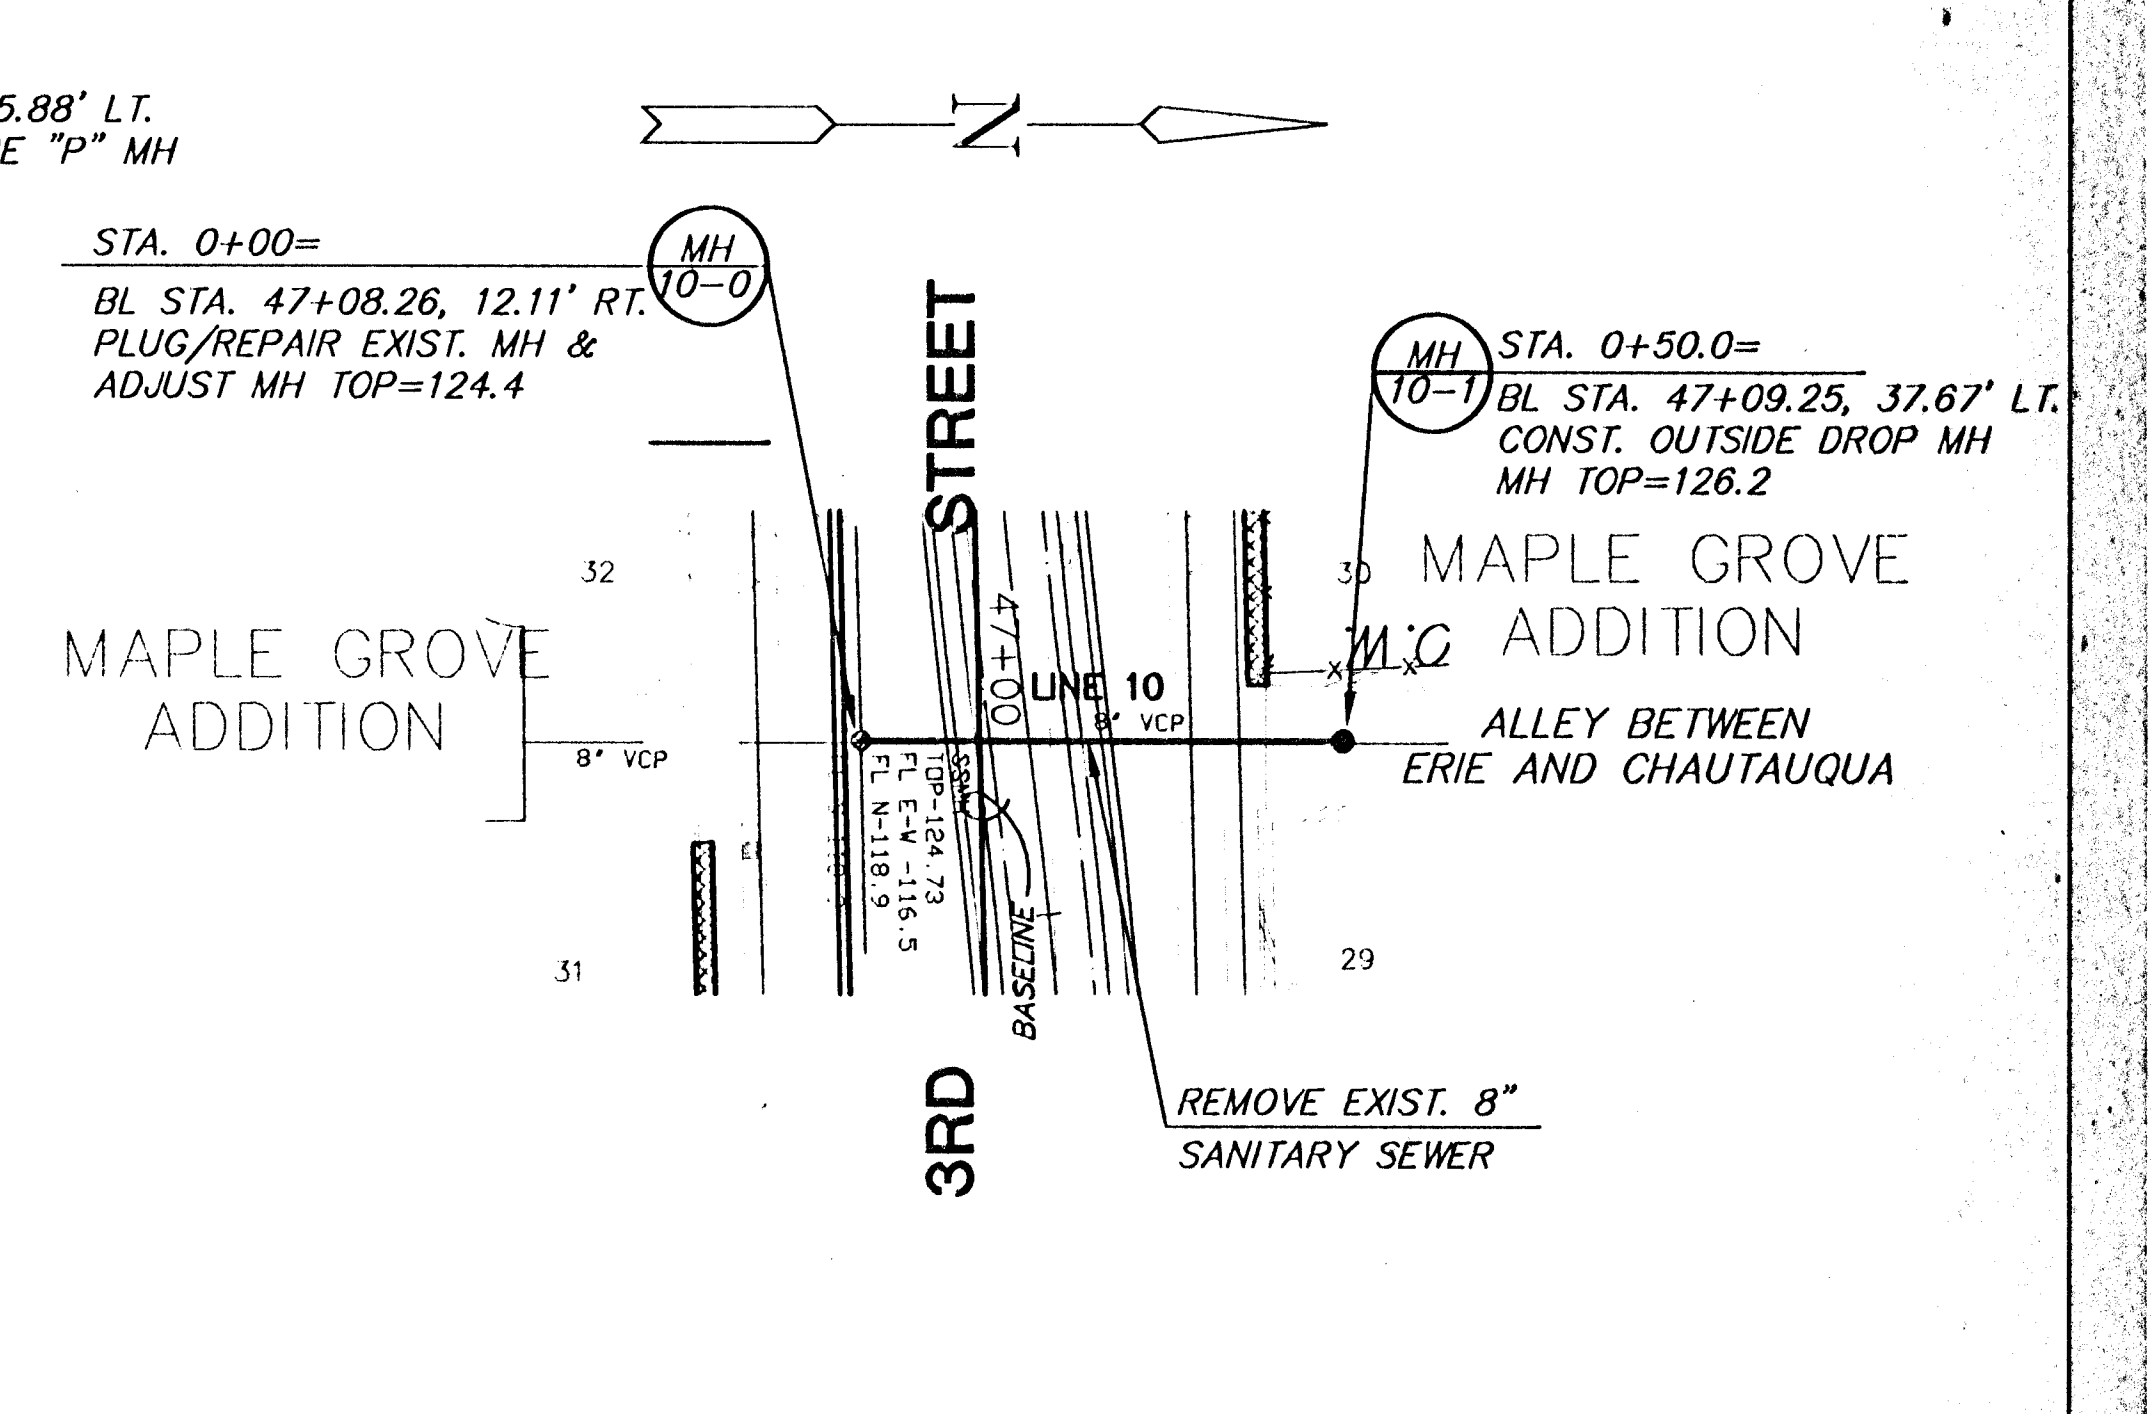 5.88' LT.
E "P" MH
N
STA. 0+00=
MH
10-0
BL STA. 47+08.26, 12.11' RT.
PLUG/REPAIR EXIST. MH &
ADJUST MH TOP=124.4
3RD STREET
MH
10-1
STA. 0+50.0=
BL STA. 47+09.25, 37.67' LT.
CONST. OUTSIDE DROP MH
MH TOP=126.2
32
30
MAPLE GROVE
ADDITION
MAPLE GROVE
ADDITION
47+00
LINE 10
8" VCP
8" VCP
ALLEY BETWEEN
ERIE AND CHAUTAUQUA
SSMH
TOP-124.73
FL E-W -116.5
FL N-118.9
BASELINE
31
29
REMOVE EXIST. 8"
SANITARY SEWER